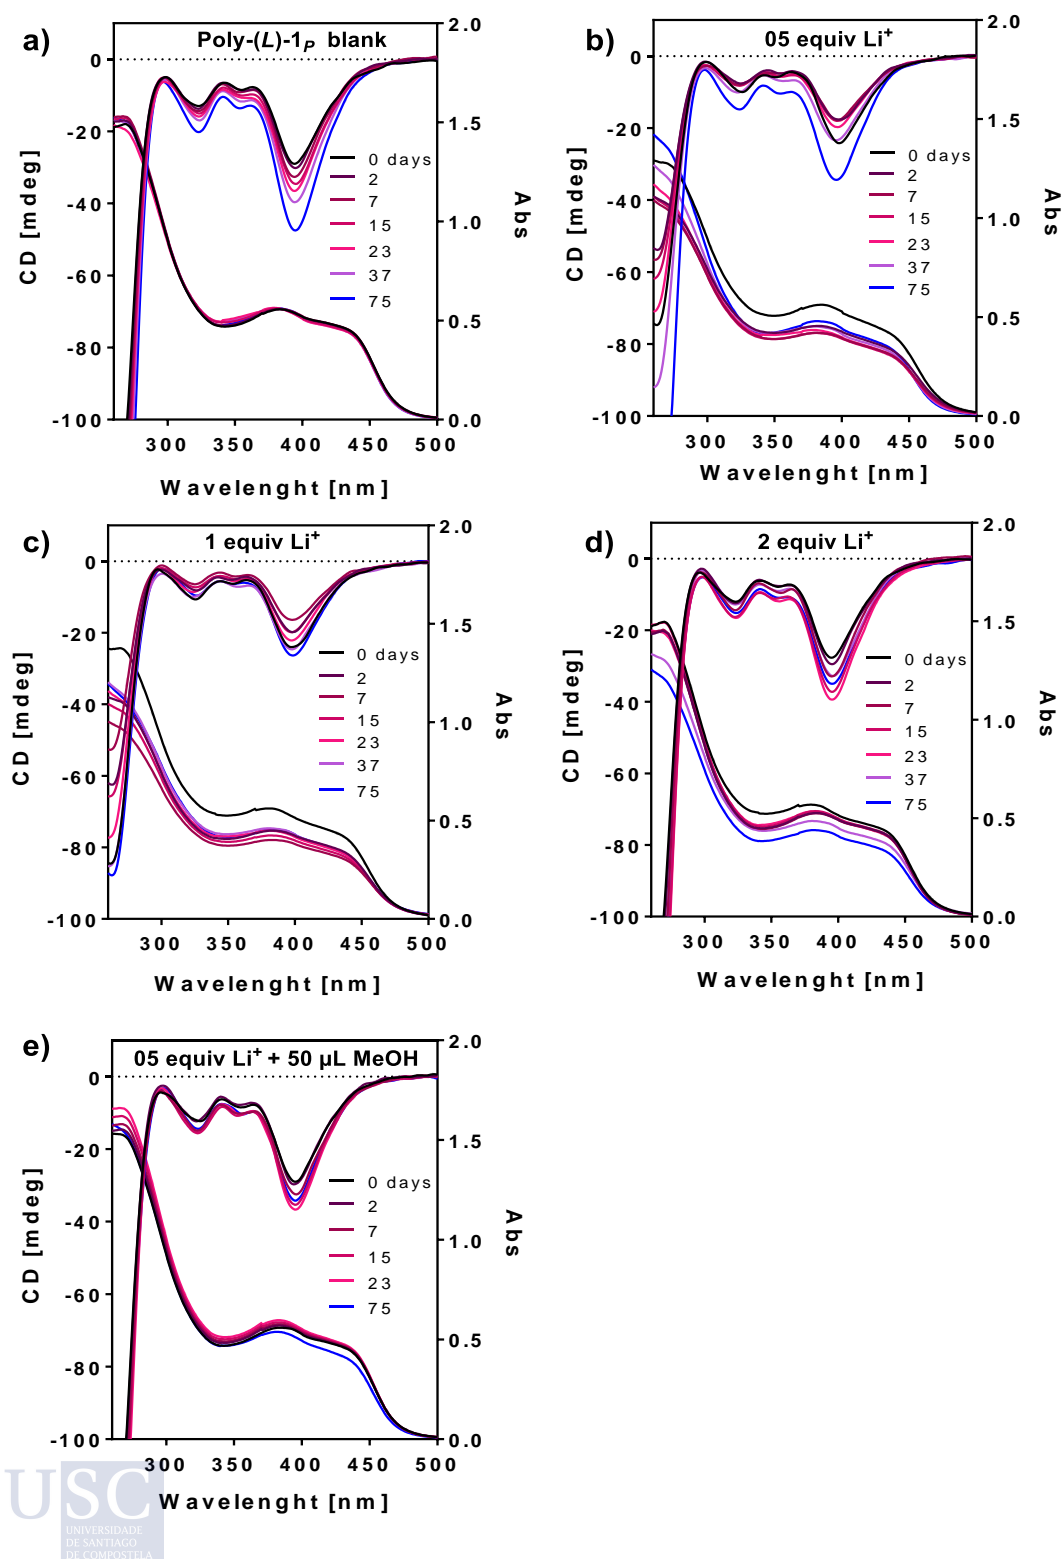 a)
Poly-(L)-1P blank
2.0
0
-20
-40
-60
-80
-100
CD [mdeg]
0 days
2
7
15
23
37
75
1.5
1.0
0.5
0.0
Abs
300 350 400 450 500
Wavelenght [nm]
b)
05 equiv Li+
2.0
0
-20
-40
-60
-80
-100
CD [mdeg]
0 days
2
7
15
23
37
75
1.5
1.0
0.5
0.0
Abs
300 350 400 450 500
Wavelenght [nm]
c)
1 equiv Li+
2.0
0
-20
-40
-60
-80
-100
CD [mdeg]
0 days
2
7
15
23
37
75
1.5
1.0
0.5
0.0
Abs
300 350 400 450 500
Wavelenght [nm]
d)
2 equiv Li+
2.0
0
-20
-40
-60
-80
-100
CD [mdeg]
0 days
2
7
15
23
37
75
1.5
1.0
0.5
0.0
Abs
300 350 400 450 500
Wavelenght [nm]
e)
05 equiv Li+ + 50 µL MeOH
2.0
0
-20
-40
-60
-80
-100
CD [mdeg]
0 days
2
7
15
23
75
1.5
1.0
0.5
0.0
Abs
300 350 400 450 500
Wavelenght [nm]
USC
UNIVERSIDADE
DE SANTIAGO
DE COMPOSTELA